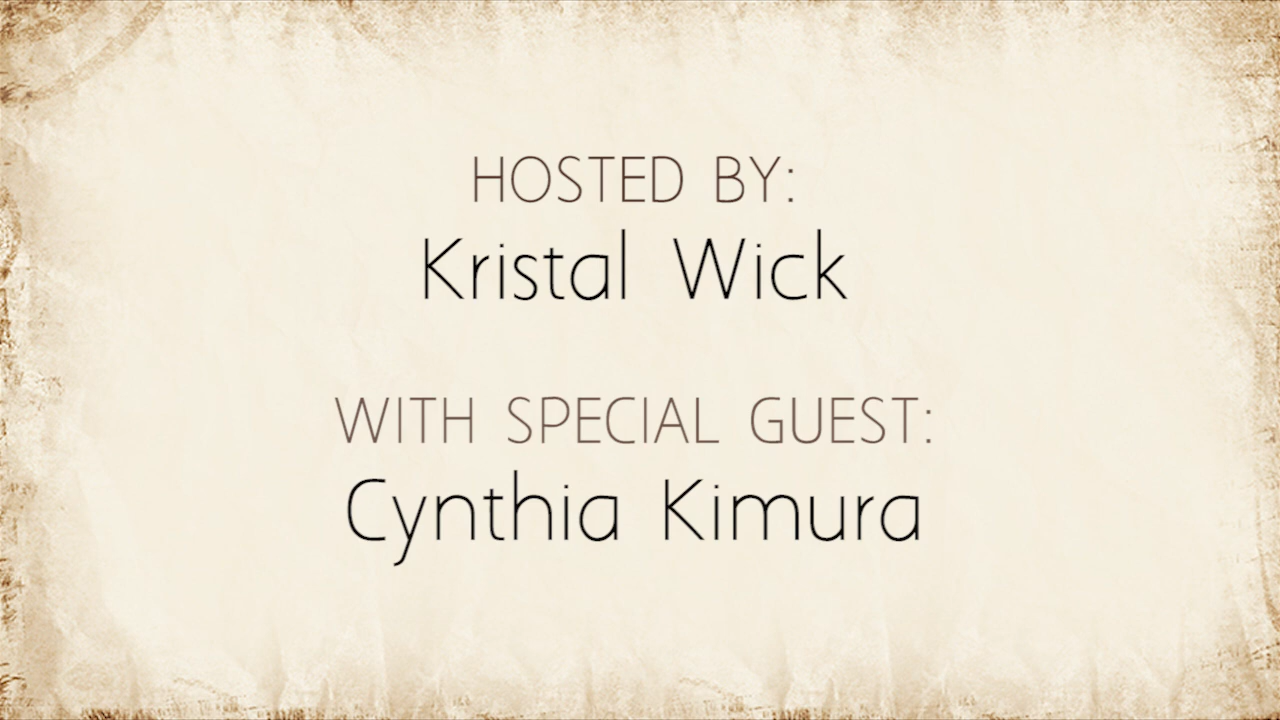 HOSTED BY:
Kristal Wick
WITH SPECIAL GUEST:
Cynthia Kimura